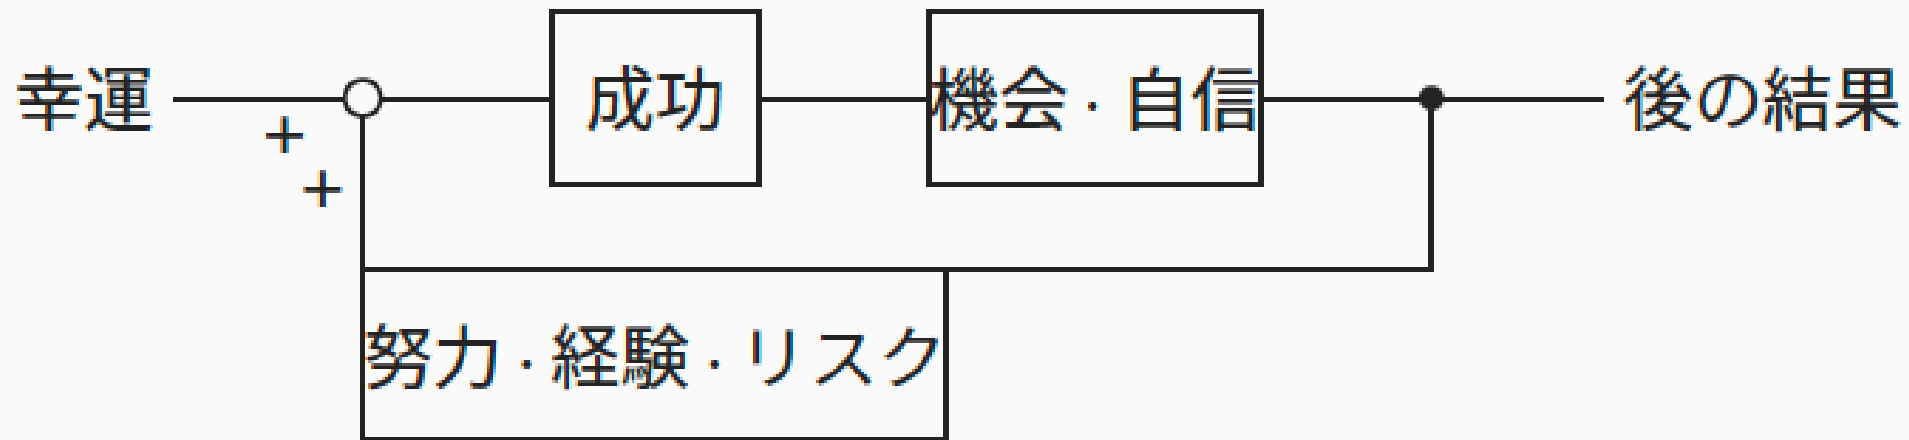 幸運
成功
機会・自信
後の結果
+
+
努力・経験・リスク